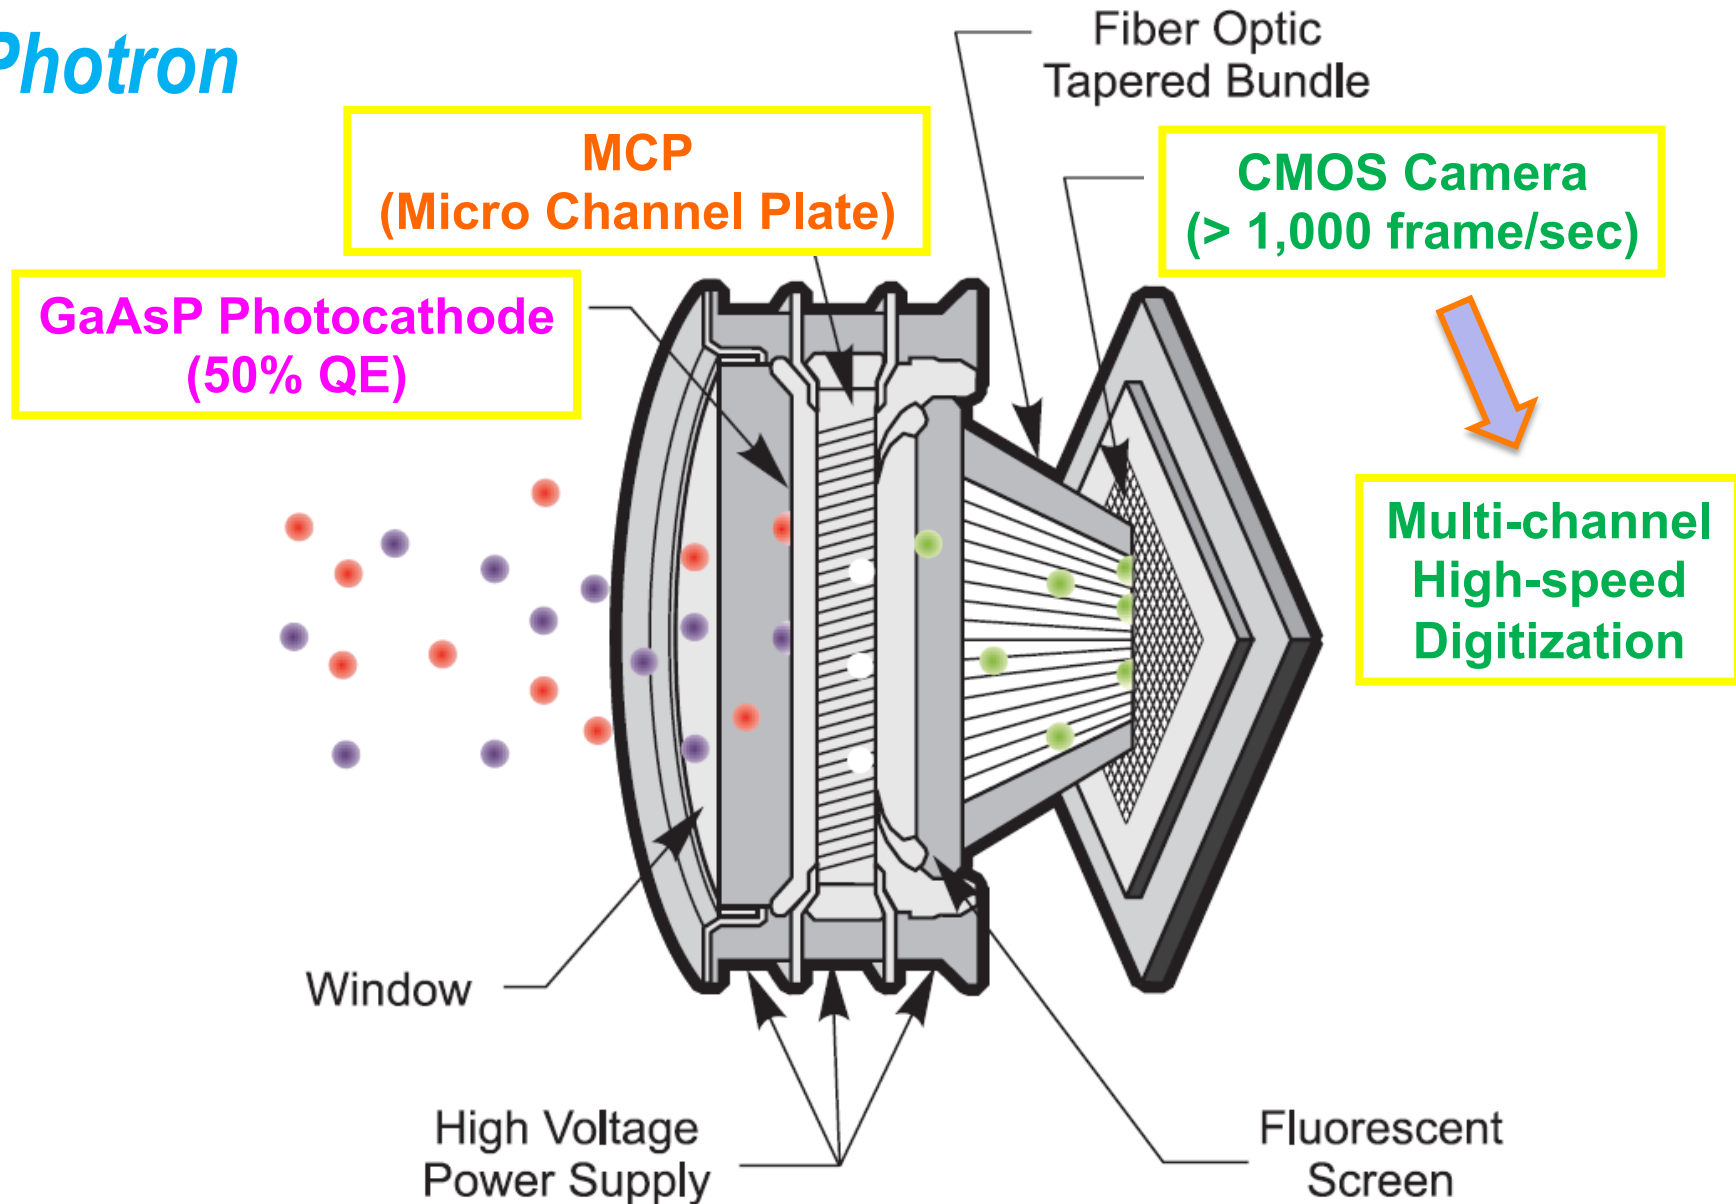 Photron
Fiber Optic
Tapered Bundle
MCP
(Micro Channel Plate)
CMOS Camera
(> 1,000 frame/sec)
GaAsP Photocathode
(50% QE)
Multi-channel
High-speed
Digitization
Window
High Voltage
Power Supply
Fluorescent
Screen